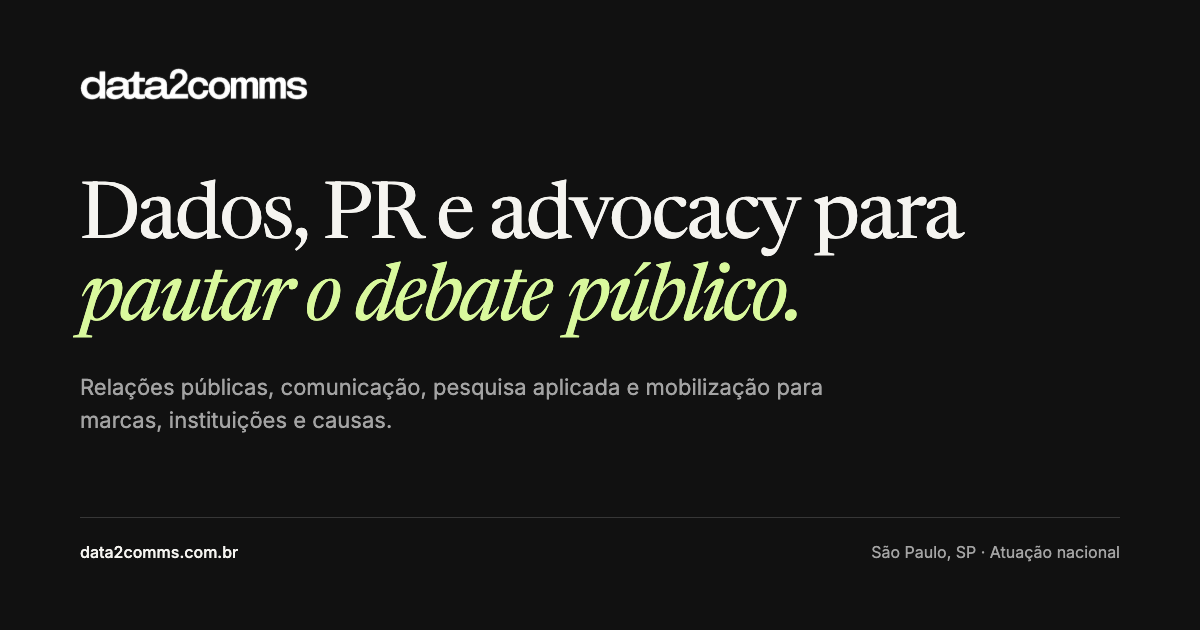 data2comms
Dados, PR e advocacy para
pautar o debate público.
Relações públicas, comunicação, pesquisa aplicada e mobilização para
marcas, instituições e causas.
data2comms.com.br
São Paulo, SP · Atuação nacional